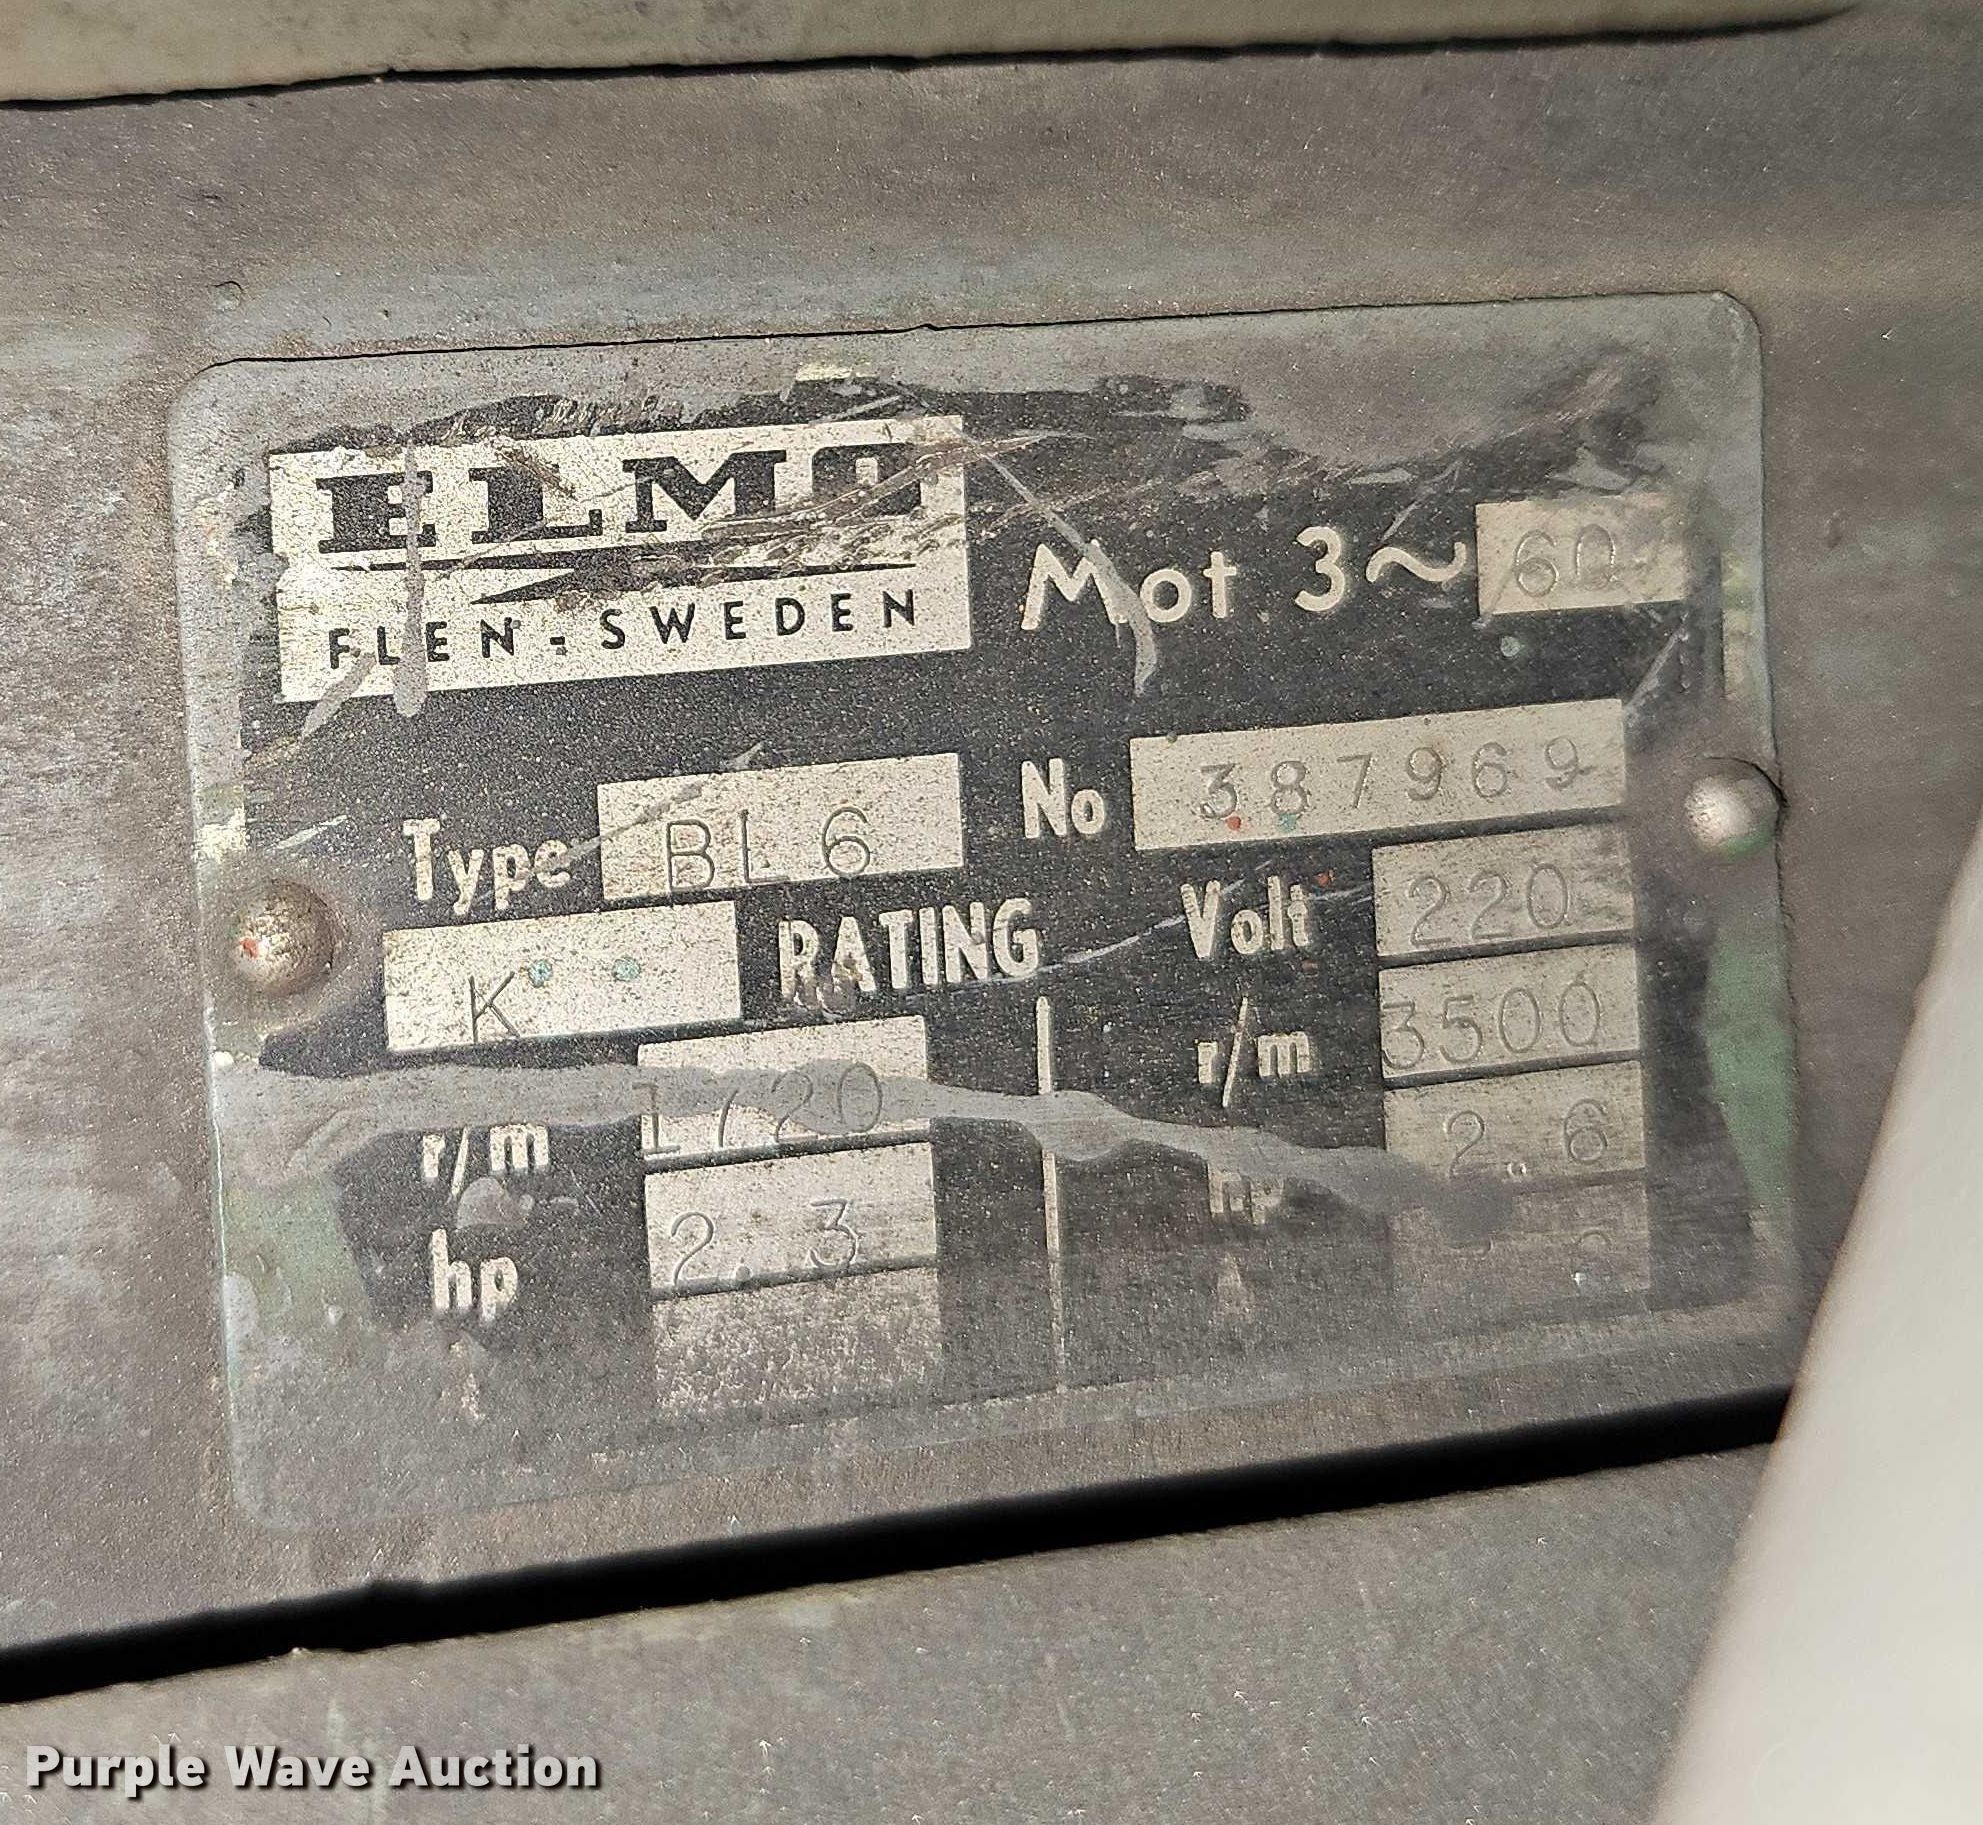 ELMO
FLEN-SWEDEN
Mot 3~ 60
Type BL6 No 387969
K RATING Volt 220
r/m 1720 r/m 3500
hp 2.3 hp 2.6
A
Purple Wave Auction